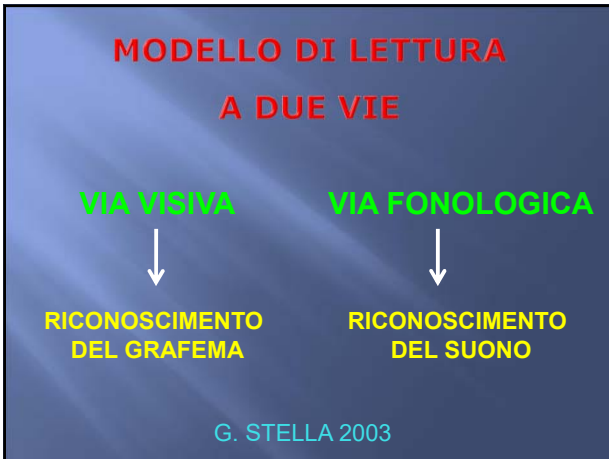 MODELLO DI LETTURA
A DUE VIE
VIA VISIVA
VIA FONOLOGICA
RICONOSCIMENTO
DEL GRAFEMA
RICONOSCIMENTO
DEL SUONO
G. STELLA 2003